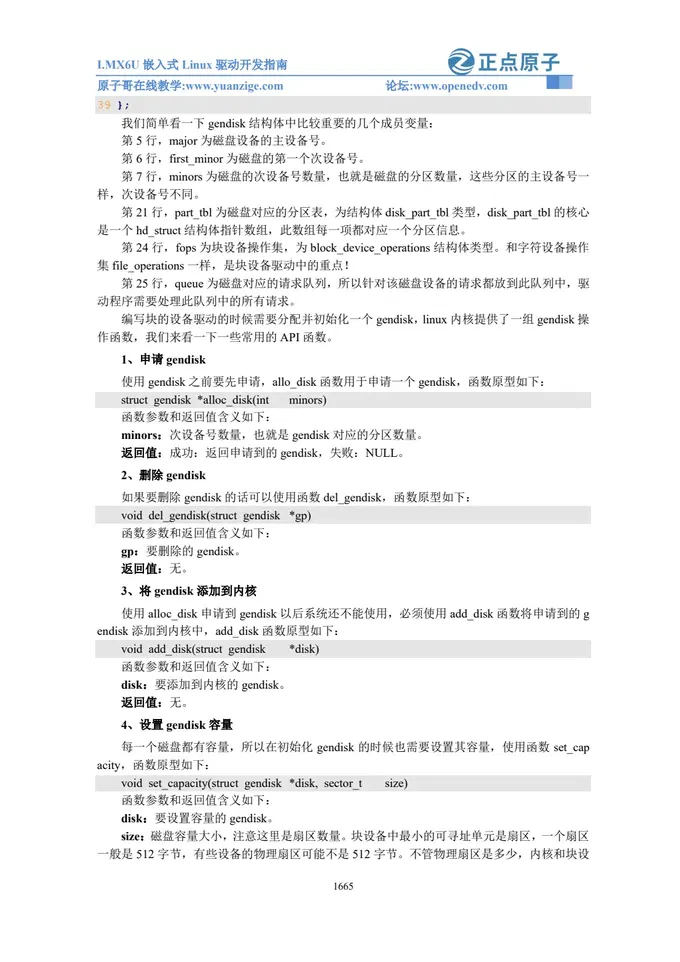 I.MX6U 嵌入式 Linux 驱动开发指南
正点原子
原子哥在线教学:www.yuanzige.com 论坛:www.openedv.com
39 };
我们简单看一下 gendisk 结构体中比较重要的几个成员变量：
第 5 行，major 为磁盘设备的主设备号。
第 6 行，first_minor 为磁盘的第一个次设备号。
第 7 行，minors 为磁盘的次设备号数量，也就是磁盘的分区数量，这些分区的主设备号一
样，次设备号不同。
第 21 行，part_tbl 为磁盘对应的分区表，为结构体 disk_part_tbl 类型，disk_part_tbl 的核心
是一个 hd_struct 结构体指针数组，此数组每一项都对应一个分区信息。
第 24 行，fops 为块设备操作集，为 block_device_operations 结构体类型。和字符设备操作
集 file_operations 一样，是块设备驱动中的重点！
第 25 行，queue 为磁盘对应的请求队列，所以针对该磁盘设备的请求都放到此队列中，驱
动程序需要处理此队列中的所有请求。
编写块的设备驱动的时候需要分配并初始化一个 gendisk，linux 内核提供了一组 gendisk 操
作函数，我们来看一下一些常用的 API 函数。
1、申请 gendisk
使用 gendisk 之前要先申请，allo_disk 函数用于申请一个 gendisk，函数原型如下：
struct gendisk *alloc_disk(int minors)
函数参数和返回值含义如下：
minors：次设备号数量，也就是 gendisk 对应的分区数量。
返回值：成功：返回申请到的 gendisk，失败：NULL。
2、删除 gendisk
如果要删除 gendisk 的话可以使用函数 del_gendisk，函数原型如下：
void del_gendisk(struct gendisk *gp)
函数参数和返回值含义如下：
gp：要删除的 gendisk。
返回值：无。
3、将 gendisk 添加到内核
使用 alloc_disk 申请到 gendisk 以后系统还不能使用，必须使用 add_disk 函数将申请到的 g
endisk 添加到内核中，add_disk 函数原型如下：
void add_disk(struct gendisk *disk)
函数参数和返回值含义如下：
disk：要添加到内核的 gendisk。
返回值：无。
4、设置 gendisk 容量
每一个磁盘都有容量，所以在初始化 gendisk 的时候也需要设置其容量，使用函数 set_cap
acity，函数原型如下：
void set_capacity(struct gendisk *disk, sector_t size)
函数参数和返回值含义如下：
disk：要设置容量的 gendisk。
size：磁盘容量大小，注意这里是扇区数量。块设备中最小的可寻址单元是扇区，一个扇区
一般是 512 字节，有些设备的物理扇区可能不是 512 字节。不管物理扇区是多少，内核和块设
1665